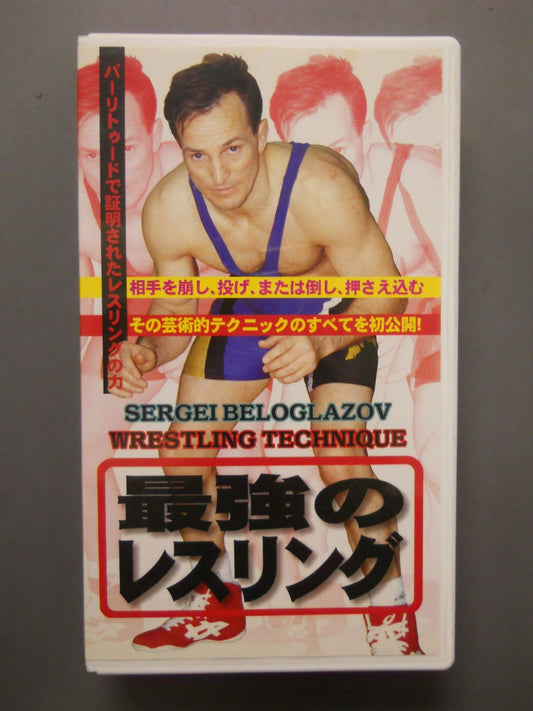 バーリトゥードで証明されたレスリングの力
相手を崩し、投げ、または倒し、押さえ込む
その芸術的テクニックのすべてを初公開!
SERGEI BELOGLAZOV
WRESTLING TECHNIQUE
最強の
レスリング